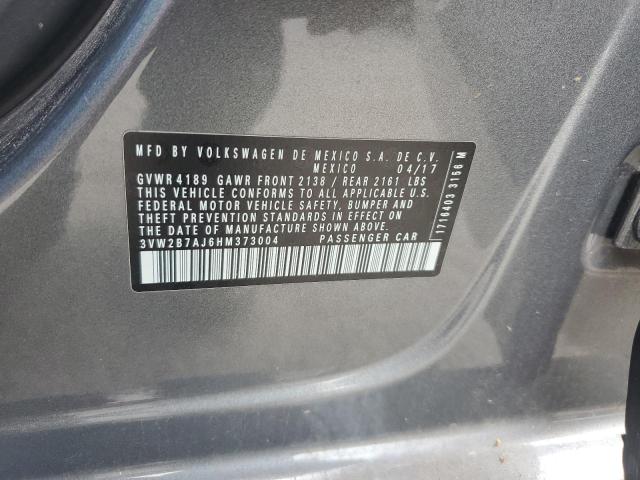 MFD BY VOLKSWAGEN DE MEXICO S.A. DE C.V.
MEXICO 04/17
GVWR 4189 GAWR FRONT 2138 / REAR 2161 LBS
THIS VEHICLE CONFORMS TO ALL APPLICABLE U.S.
FEDERAL MOTOR VEHICLE SAFETY, BUMPER AND
THEFT PREVENTION STANDARDS IN EFFECT ON
THE DATE OF MANUFACTURE SHOWN ABOVE.
3VW2B7AJ6HM373004 PASSENGER CAR
1716403 3156 M